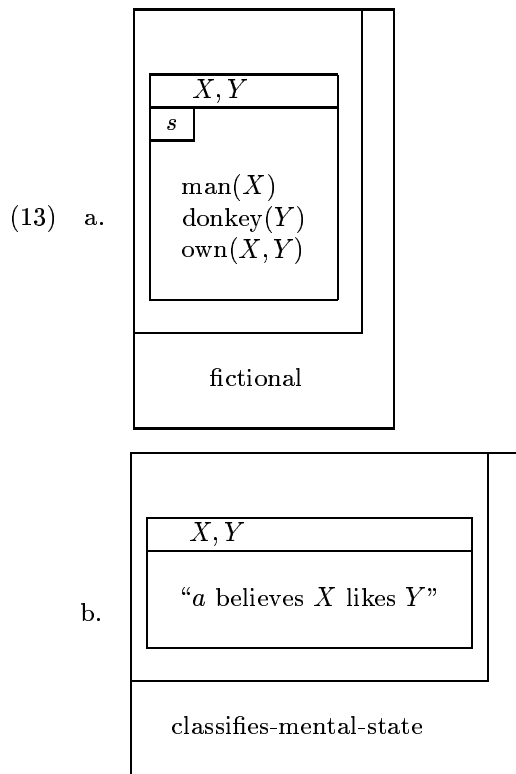 X, Y
s
man(X)
donkey(Y)
(13) a.
own(X, Y)
fictional
X, Y
“a believes X likes Y”
b.
classifies-mental-state